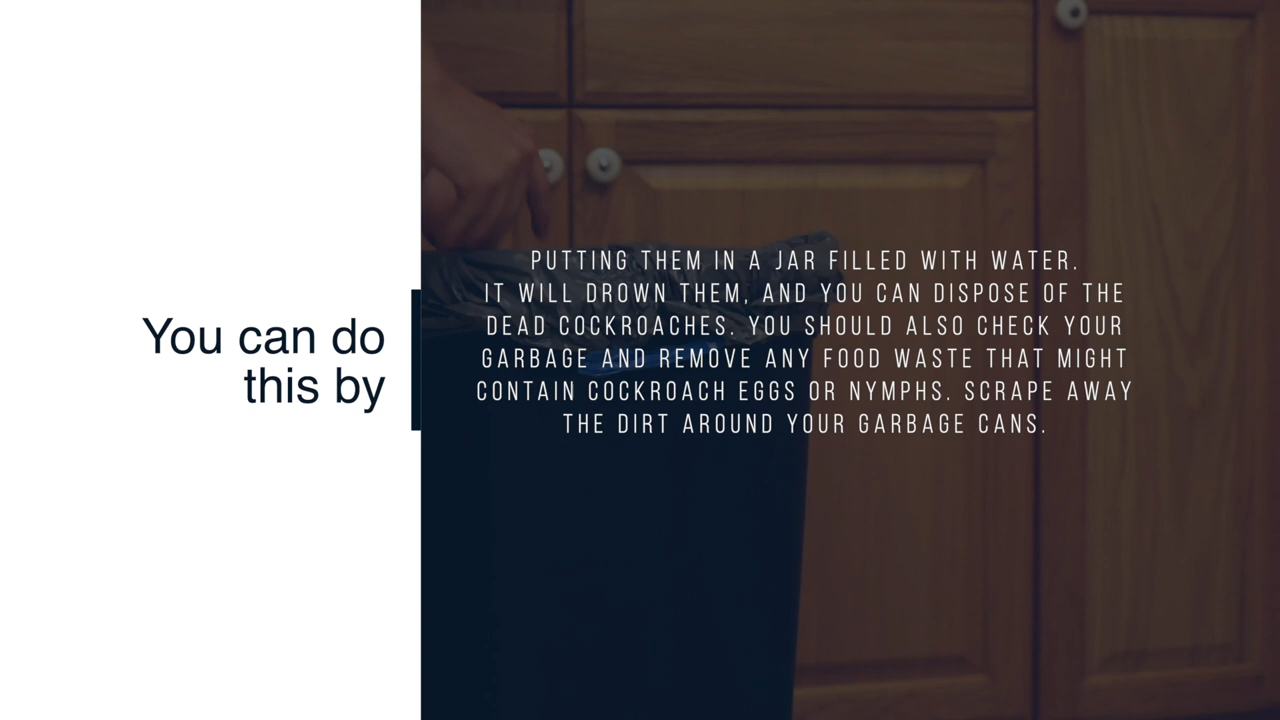 You can do
this by
PUTTING THEM IN A JAR FILLED WITH WATER.
IT WILL DROWN THEM, AND YOU CAN DISPOSE OF THE
DEAD COCKROACHES. YOU SHOULD ALSO CHECK YOUR
GARBAGE AND REMOVE ANY FOOD WASTE THAT MIGHT
CONTAIN COCKROACH EGGS OR NYMPHS. SCRAPE AWAY
THE DIRT AROUND YOUR GARBAGE CANS.